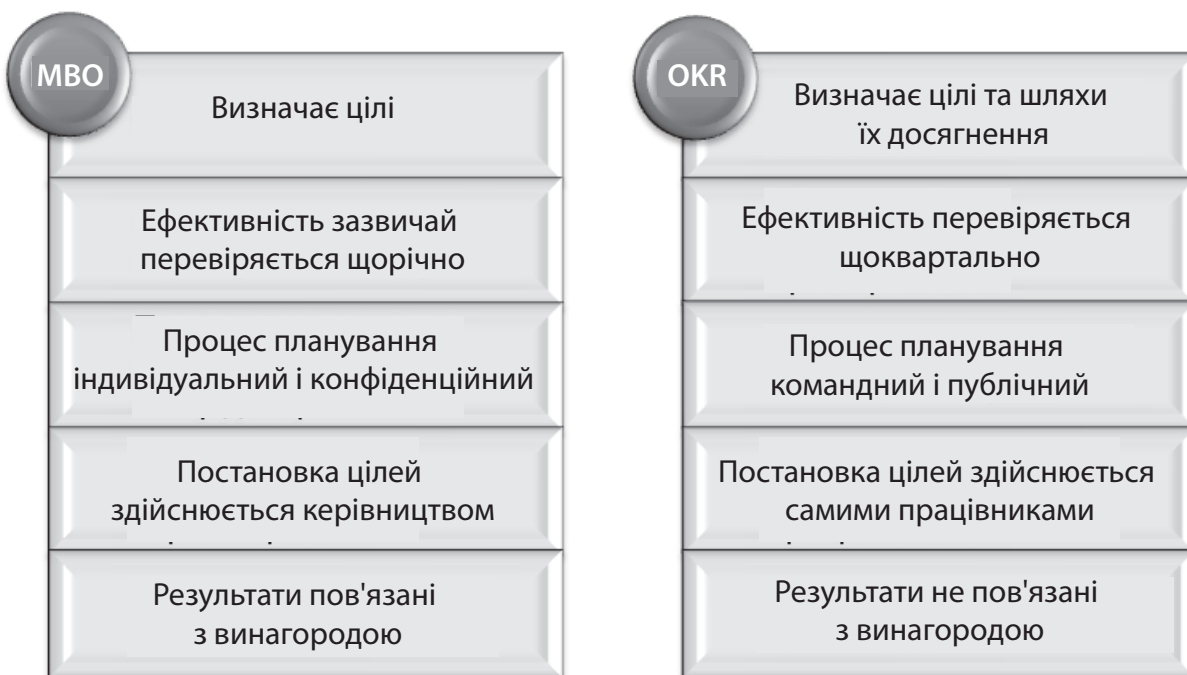 MBO
Визначає цілі
Ефективність зазвичай
перевіряється щорічно
Процес планування
індивідуальний і конфіденційний
Постановка цілей
здійснюється керівництвом
Результати пов'язані
з винагородою
OKR
Визначає цілі та шляхи
їх досягнення
Ефективність перевіряється
щоквартально
Процес планування
командний і публічний
Постановка цілей здійснюється
самими працівниками
Результати не пов'язані
з винагородою